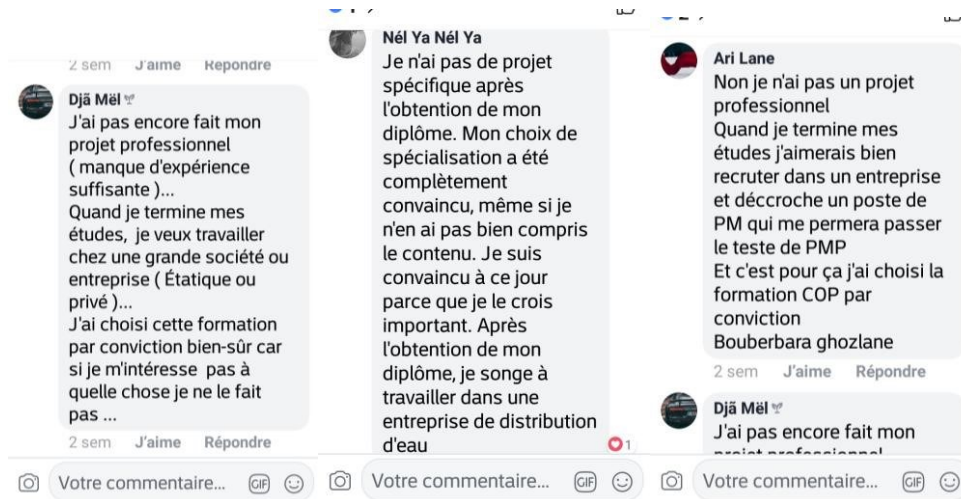 2 sem J'aime Répondre
Djã Mël
J'ai pas encore fait mon
projet professionnel
( manque d'expérience
suffisante )...
Quand je termine mes
études, je veux travailler
chez une grande société ou
entreprise ( Étatique ou
privé )...
J'ai choisi cette formation
par conviction bien-sûr car
si je m'intéresse pas à
quelle chose je ne le fait
pas ...
2 sem J'aime Répondre
Votre commentaire... GIF
Nél Ya Nél Ya
Je n'ai pas de projet
spécifique après
l'obtention de mon
diplôme. Mon choix de
spécialisation a été
complètement
convaincu, même si je
n'en ai pas bien compris
le contenu. Je suis
convaincu à ce jour
parce que je le crois
important. Après
l'obtention de mon
diplôme, je songe à
travailler dans une
entreprise de distribution
d'eau
1
Votre commentaire... GIF
Ari Lane
Non je n'ai pas un projet
professionnel
Quand je termine mes
études j'aimerais bien
recruter dans un entreprise
et déccroche un poste de
PM qui me permera passer
le teste de PMP
Et c'est pour ça j'ai choisi la
formation COP par
conviction
Bouberbara ghozlane
2 sem J'aime Répondre
Djã Mël
J'ai pas encore fait mon
projet professionnel
Votre commentaire... GIF